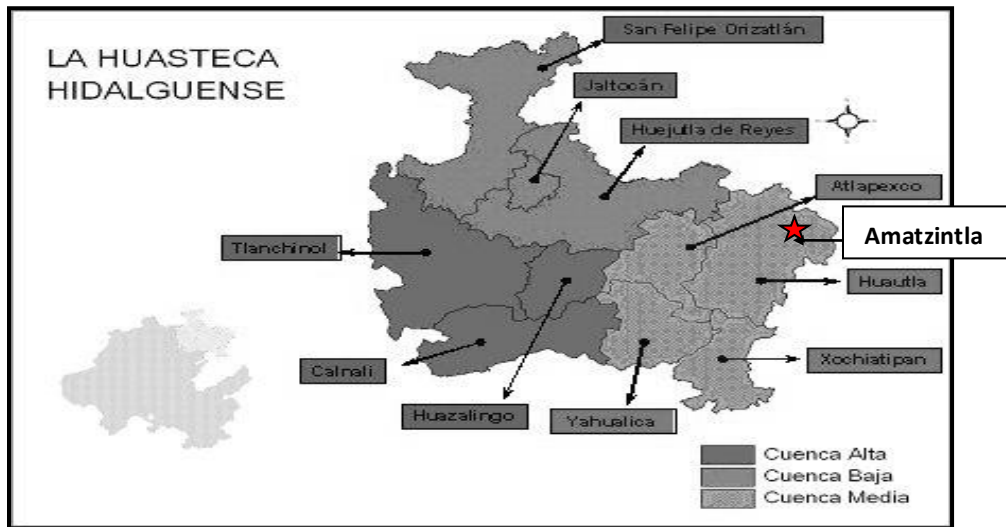 LA HUASTECA
HIDALGUENSE
San Felipe Orizatlán
Jaltocán
Huejutla de Reyes
Atlapexco
Amatzintla
Tlanchinol
Huautla
Calnali
Xochiatipan
Huazalingo
Yahualica
Cuenca Alta
Cuenca Baja
Cuenca Media